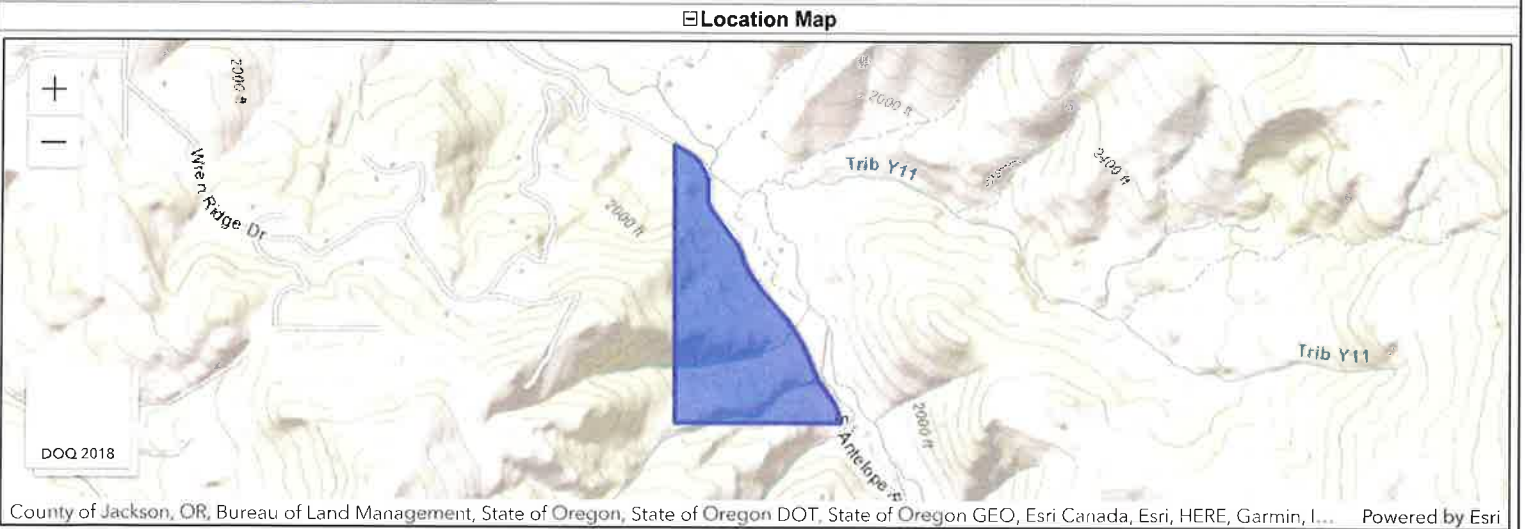 ⊟Location Map
+
−
2000 ft
2000 ft
Trib Y11
2400 ft
Wren Ridge Dr
2000 ft
Trib Y11
DOQ 2018
2000 ft
S Antelope R
County of Jackson, OR, Bureau of Land Management, State of Oregon, State of Oregon DOT, State of Oregon GEO, Esri Canada, Esri, HERE, Garmin, I... Powered by Esri